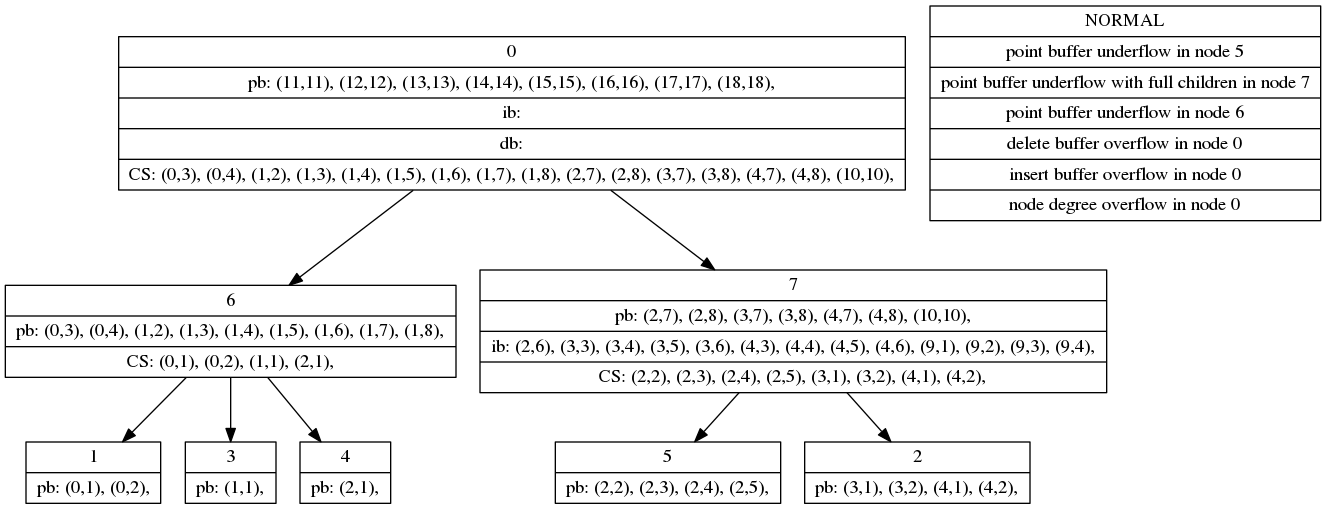 0
pb: (11,11), (12,12), (13,13), (14,14), (15,15), (16,16), (17,17), (18,18),
ib:
db:
CS: (0,3), (0,4), (1,2), (1,3), (1,4), (1,5), (1,6), (1,7), (1,8), (2,7), (2,8), (3,7), (3,8), (4,7), (4,8), (10,10),
NORMAL
point buffer underflow in node 5
point buffer underflow with full children in node 7
point buffer underflow in node 6
delete buffer overflow in node 0
insert buffer overflow in node 0
node degree overflow in node 0
6
pb: (0,3), (0,4), (1,2), (1,3), (1,4), (1,5), (1,6), (1,7), (1,8),
CS: (0,1), (0,2), (1,1), (2,1),
7
pb: (2,7), (2,8), (3,7), (3,8), (4,7), (4,8), (10,10),
ib: (2,6), (3,3), (3,4), (3,5), (3,6), (4,3), (4,4), (4,5), (4,6), (9,1), (9,2), (9,3), (9,4),
CS: (2,2), (2,3), (2,4), (2,5), (3,1), (3,2), (4,1), (4,2),
1
pb: (0,1), (0,2),
3
pb: (1,1),
4
pb: (2,1),
5
pb: (2,2), (2,3), (2,4), (2,5),
2
pb: (3,1), (3,2), (4,1), (4,2),